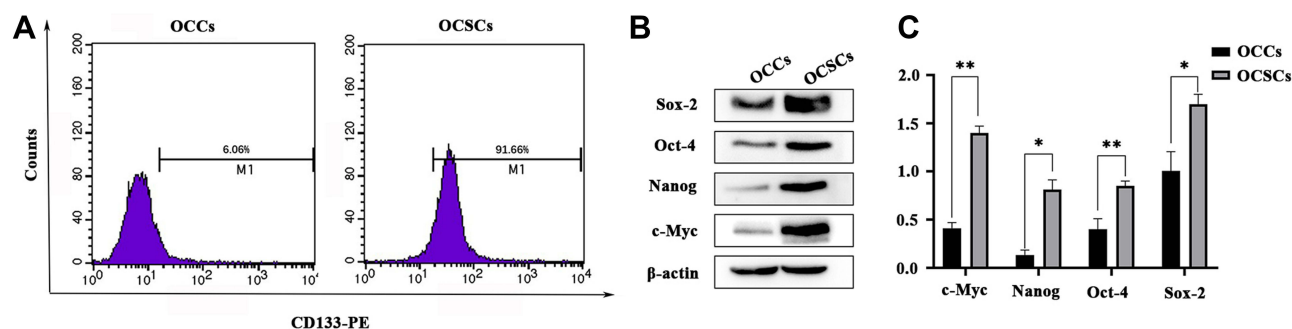 A
OCCs
OCSCs
Counts
200
160
120
80
40
0
6.06%
M1
10^0
10^1
10^2
10^3
10^4
200
160
120
80
40
0
91.66%
M1
10^0
10^1
10^2
10^3
10^4
CD133-PE
B
OCCs OCSCs
Sox-2
Oct-4
Nanog
c-Myc
β-actin
C
OCCs
OCSCs
2.0
1.5
1.0
0.5
0.0
**
*
**
*
c-Myc Nanog Oct-4 Sox-2